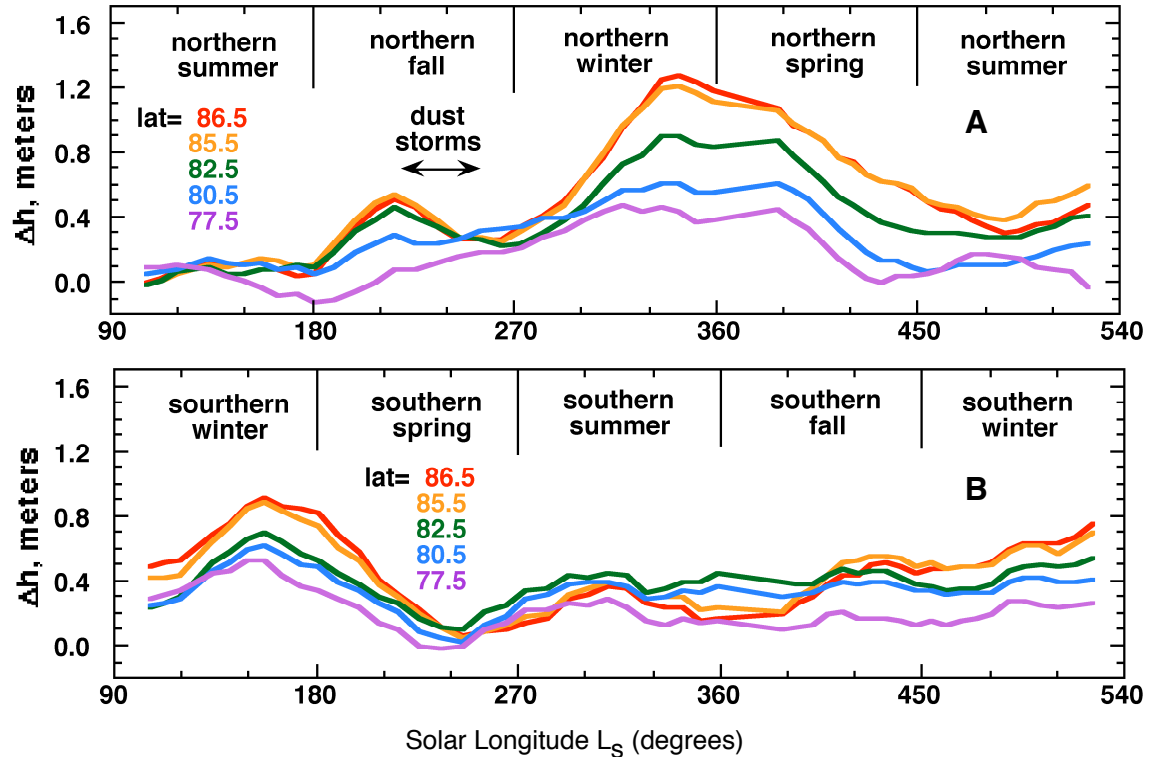 1.6
northern northern northern northern northern
summer fall winter spring summer
1.2
lat= 86.5 dust A
85.5 storms
0.8
82.5
80.5
0.4
77.5
0.0
Δh, meters
90 180 270 360 450 540
1.6
sourthern southern southern southern southern
winter spring summer fall winter
1.2
lat= 86.5 B
85.5
0.8
82.5
80.5
0.4
77.5
0.0
Δh, meters
90 180 270 360 450 540
Solar Longitude LS (degrees)